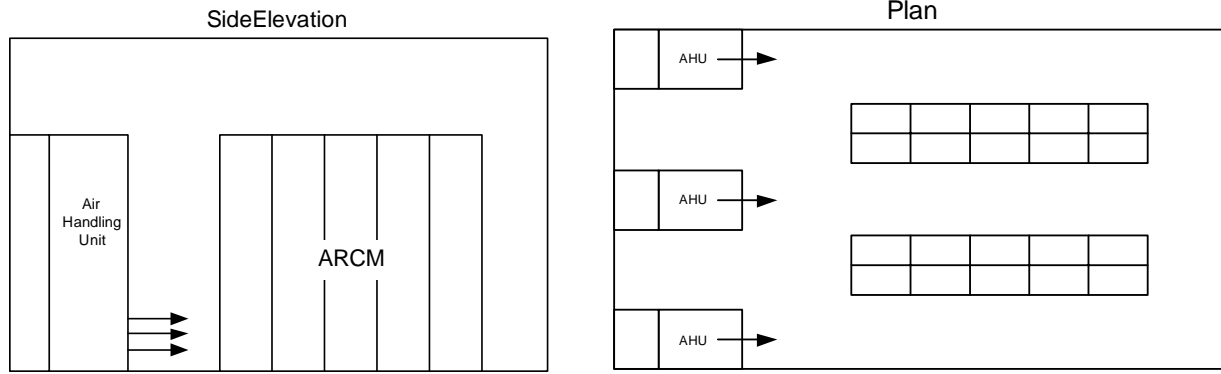 SideElevation
Air
Handling
Unit
ARCM
Plan
AHU
AHU
AHU